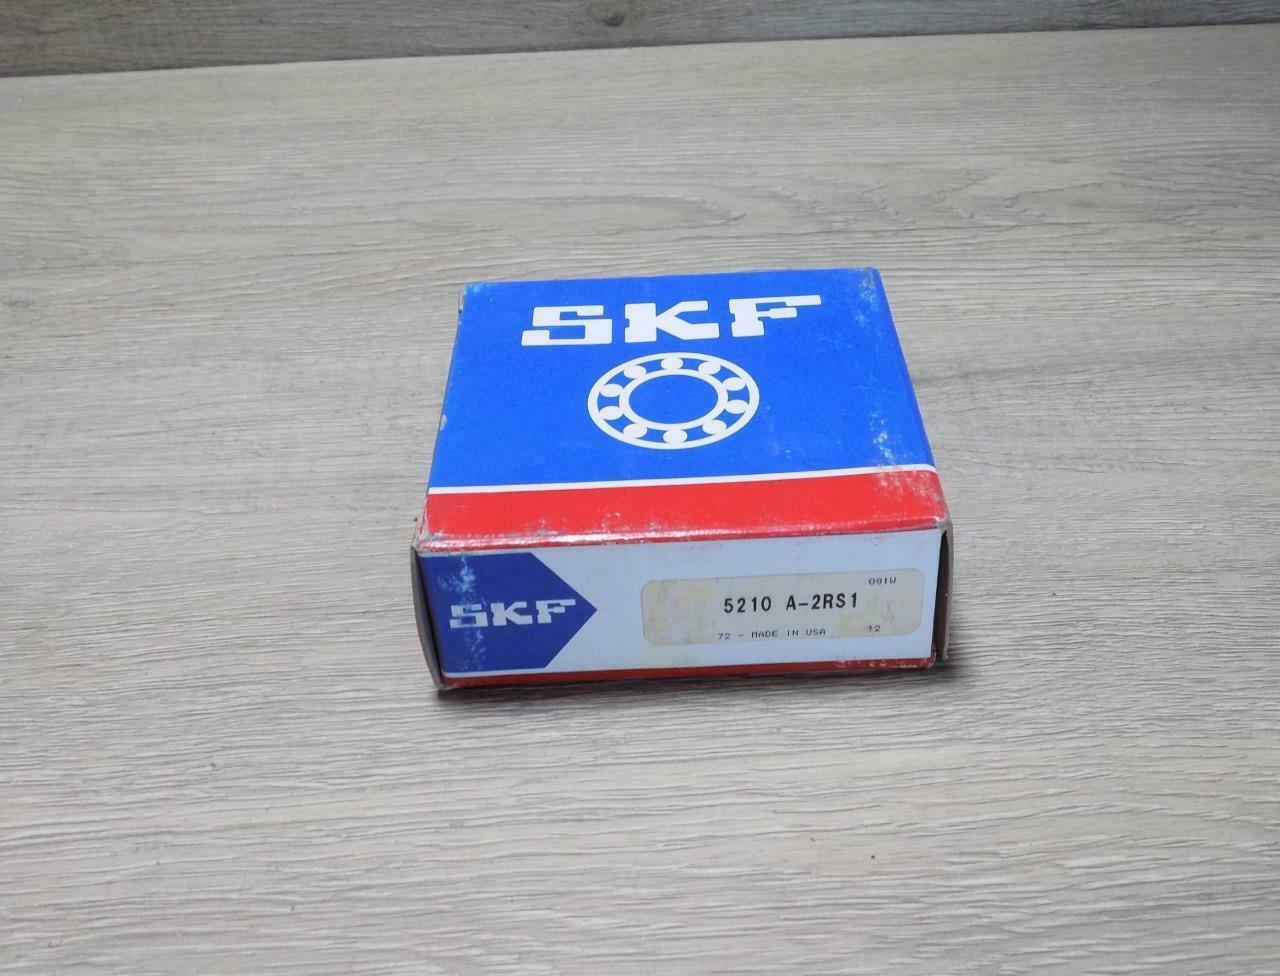 SKF
SKF
091W
5210 A-2RS1
72 - MADE IN USA
12